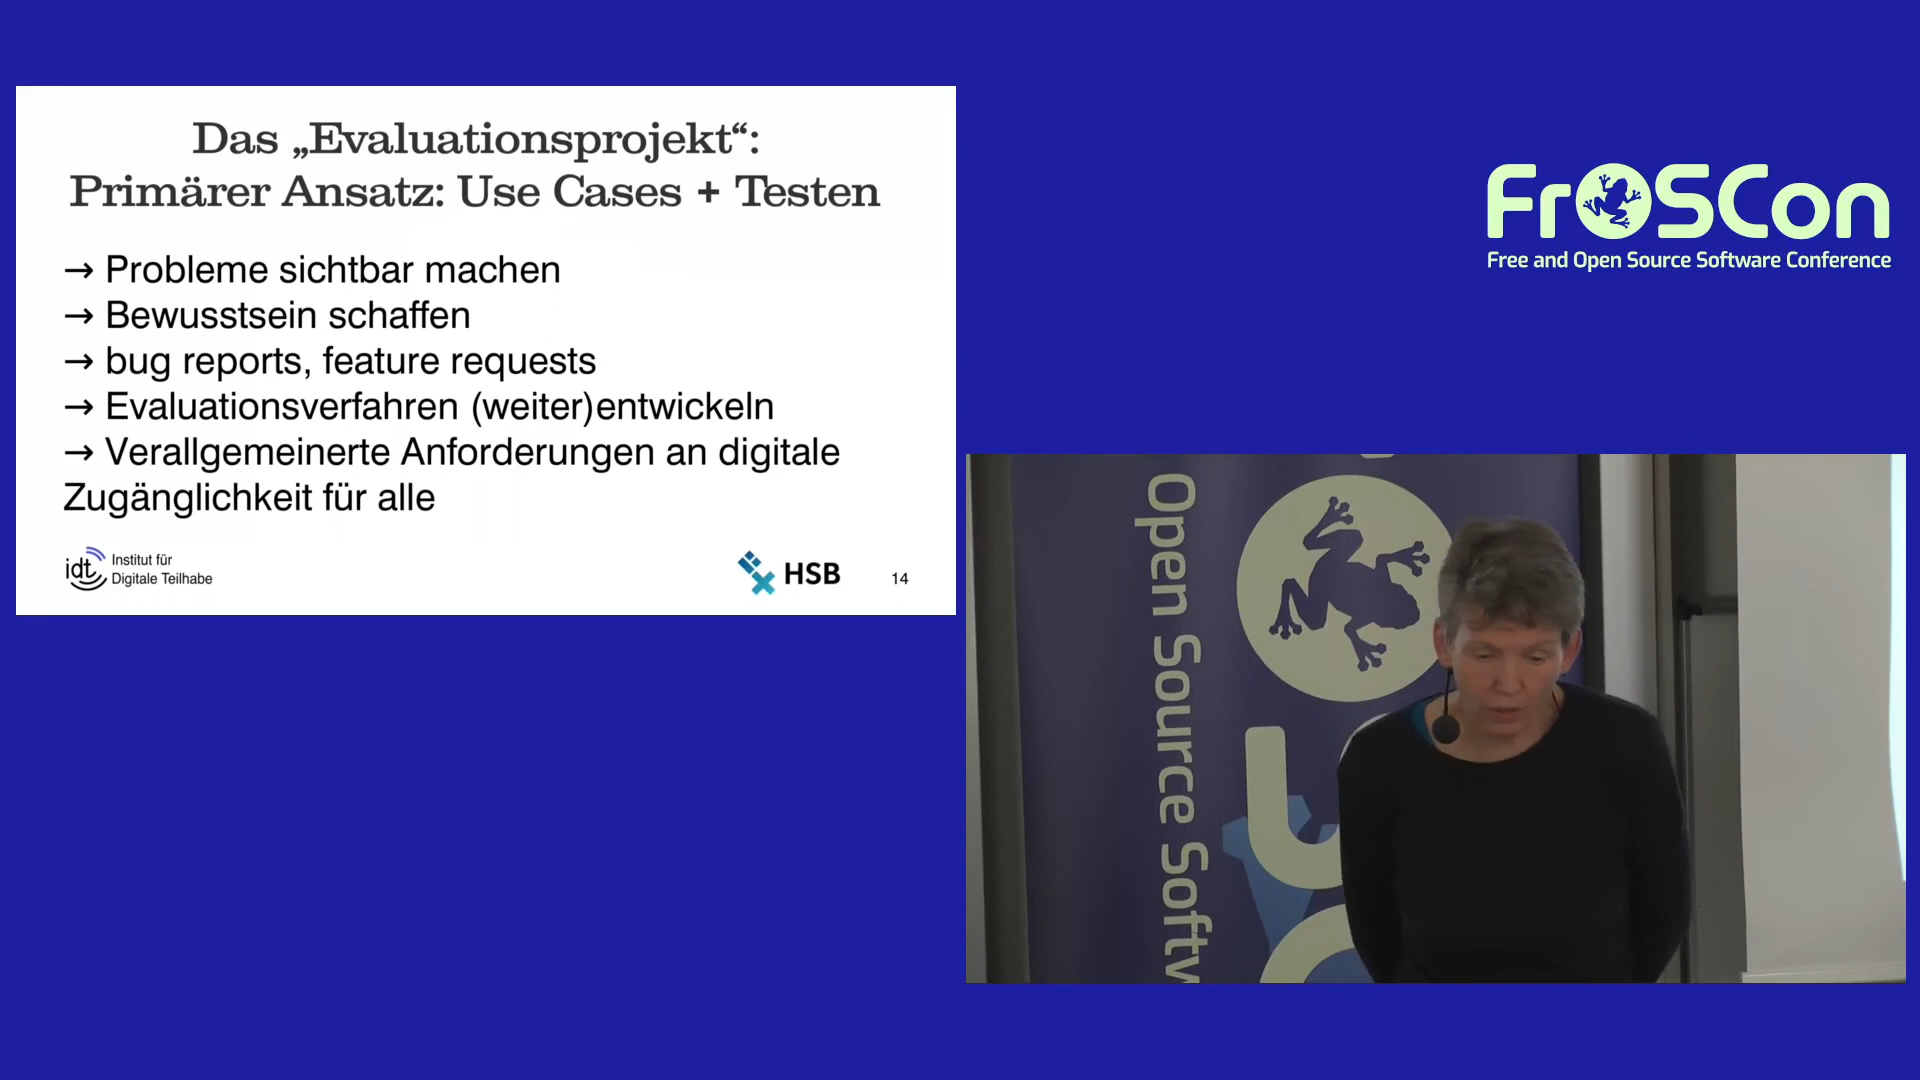 Das „Evaluationsprojekt“:
Primärer Ansatz: Use Cases + Testen
→ Probleme sichtbar machen
→ Bewusstsein schaffen
→ bug reports, feature requests
→ Evaluationsverfahren (weiter)entwickeln
→ Verallgemeinerte Anforderungen an digitale
Zugänglichkeit für alle
idt Institut für
Digitale Teilhabe
HSB
14
FrOSCon
Free and Open Source Software Conference
Open Source Softw